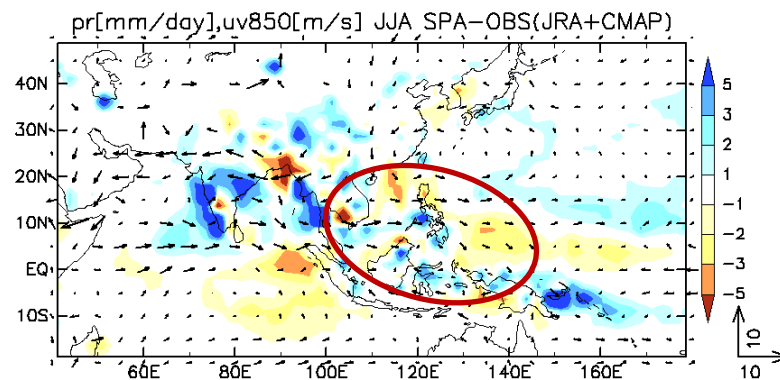 pr[mm/day],uv850[m/s] JJA SPA-OBS(JRA+CMAP)
40N
30N
20N
10N
EQ
10S
60E 80E 100E 120E 140E 160E
5
3
2
1
-1
-2
-3
-5
10
10